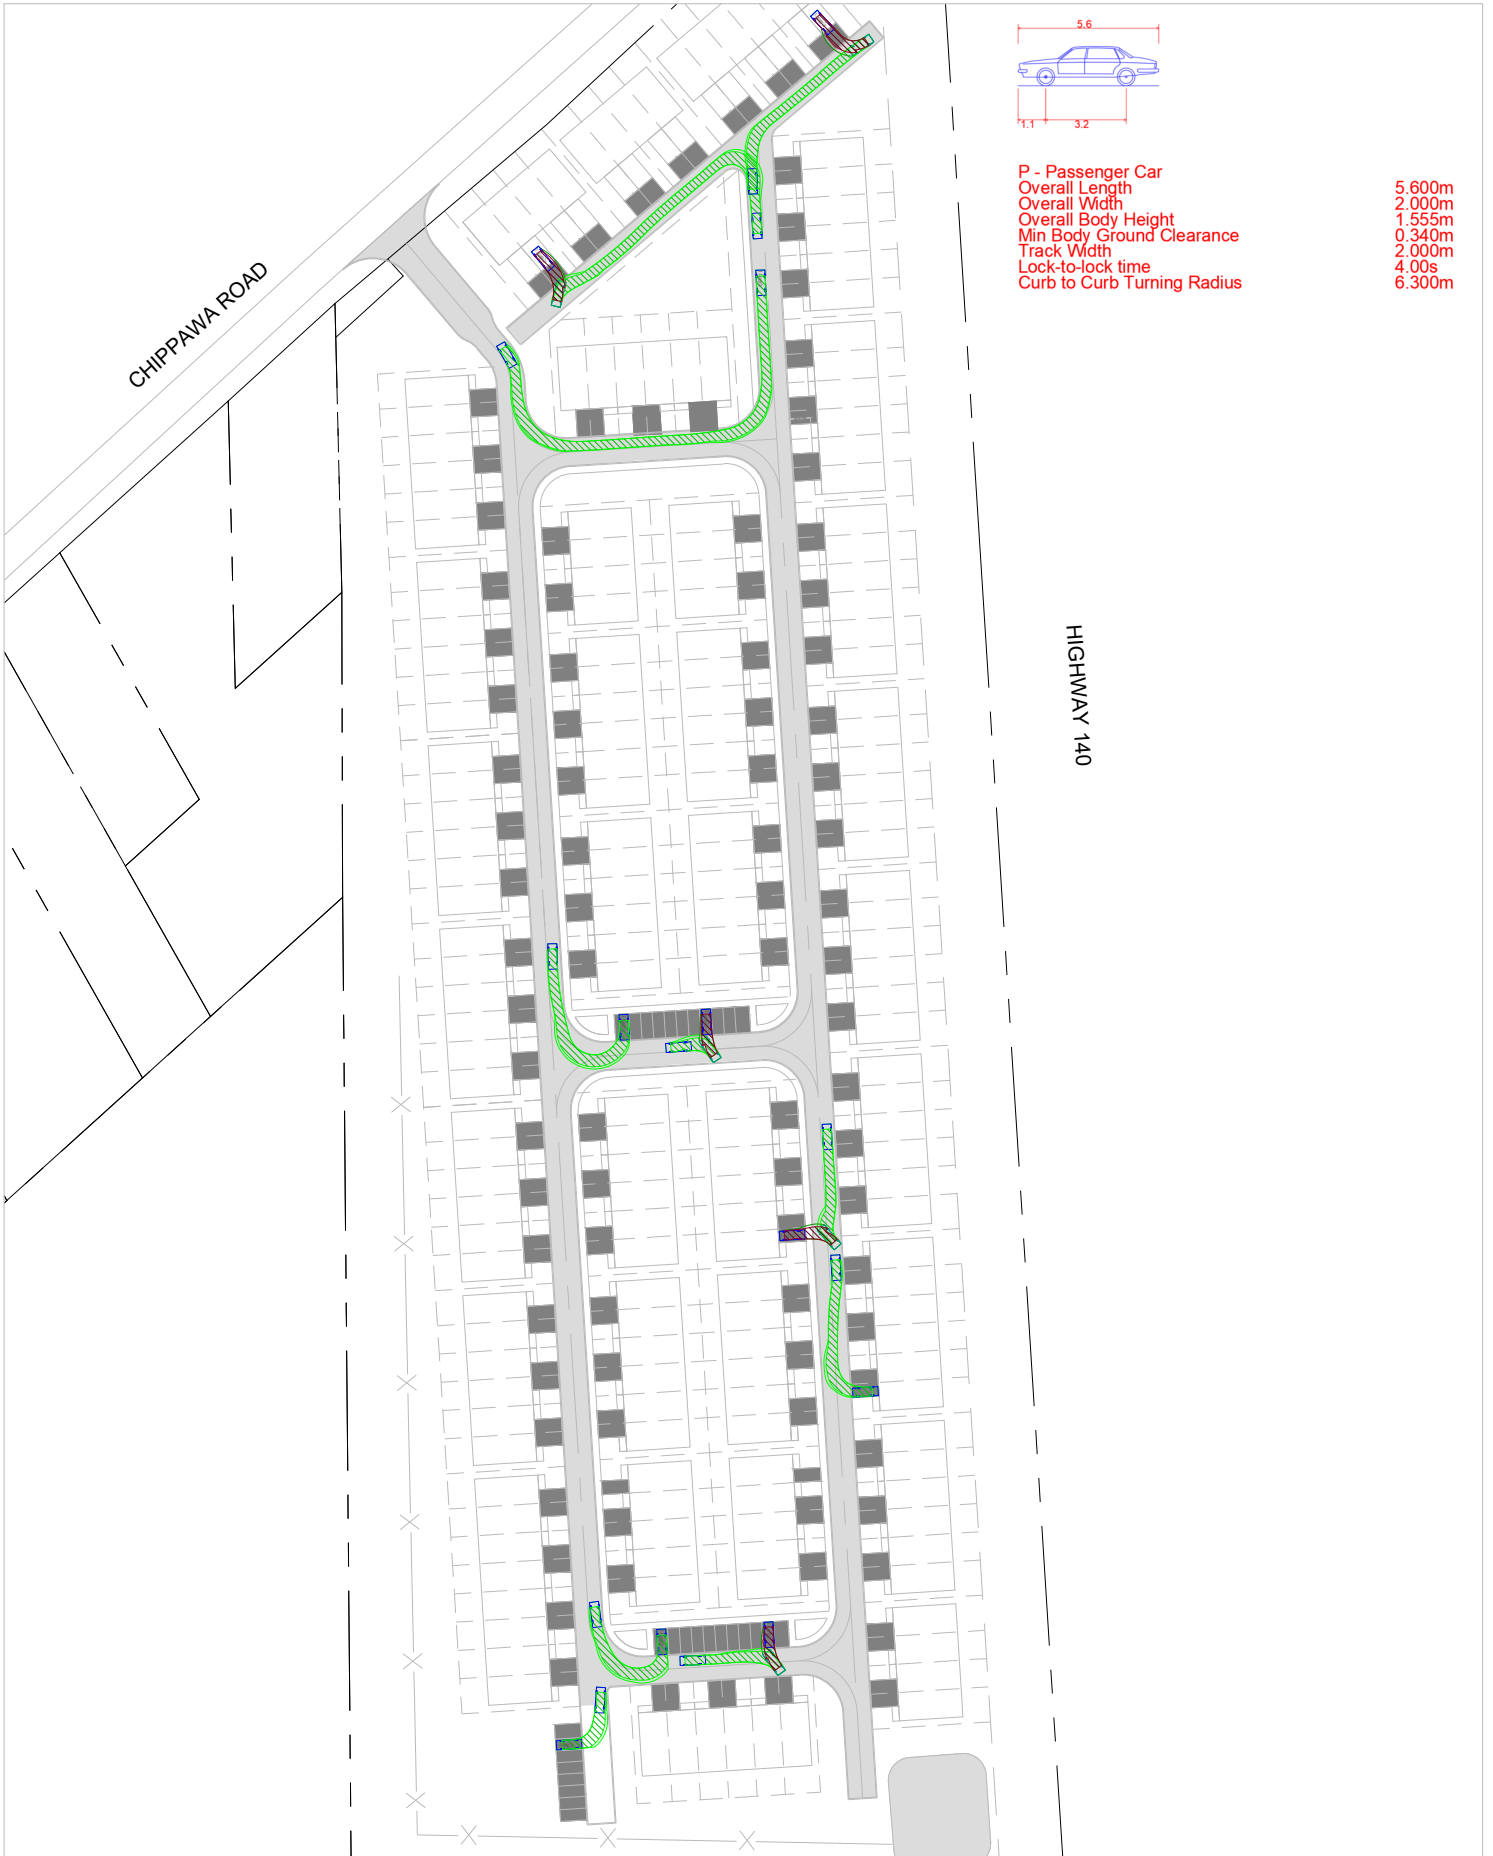 5.6
1.1 3.2
P - Passenger Car
Overall Length 5.600m
Overall Width 2.000m
Overall Body Height 1.555m
Min Body Ground Clearance 0.340m
Track Width 2.000m
Lock-to-lock time 4.00s
Curb to Curb Turning Radius 6.300m
CHIPPAWA ROAD
HIGHWAY 140